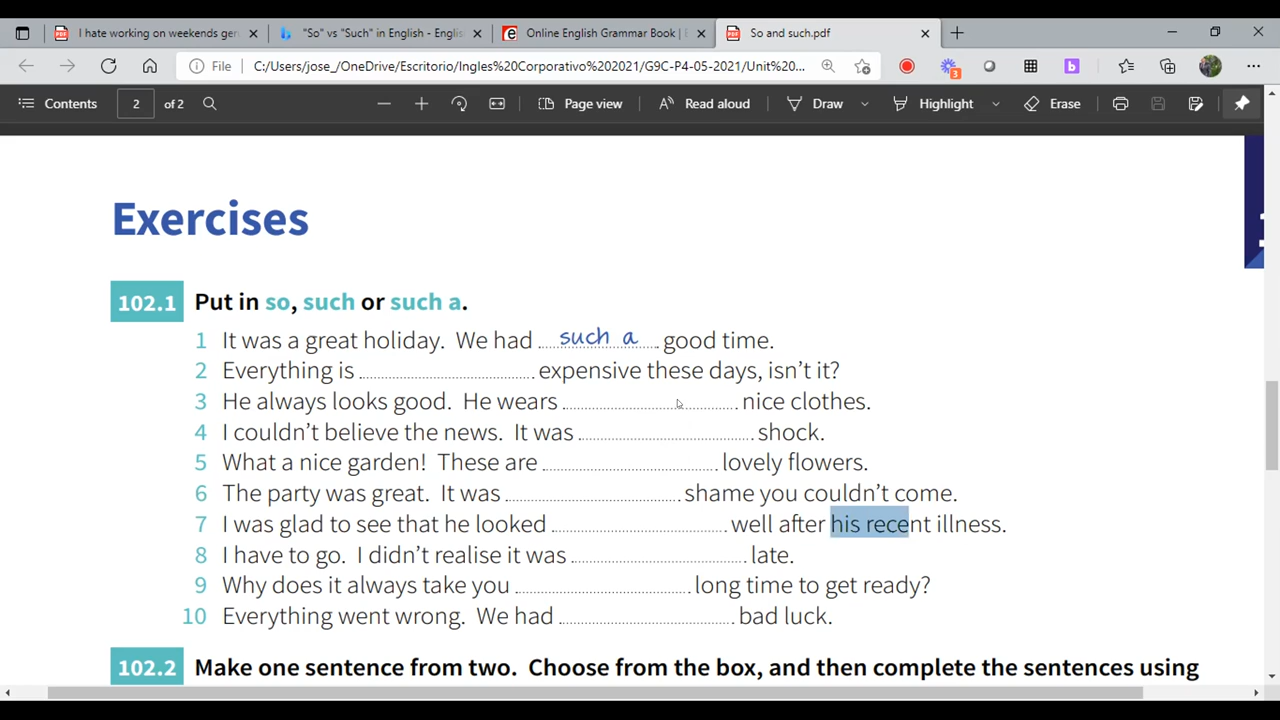 I hate working on weekends ger
"So" vs "Such" in English - Englis
Online English Grammar Book | E
So and such.pdf
File
C:/Users/jose_/OneDrive/Escritorio/Ingles%20Corporativo%202021/G9C-P4-05-2021/Unit%20...
3
b
Contents
2 of 2
Page view
Read aloud
Draw
Highlight
Erase
Exercises
102.1 Put in so, such or such a.
1 It was a great holiday. We had such a good time.
2 Everything is .................... expensive these days, isn't it?
3 He always looks good. He wears .................... nice clothes.
4 I couldn't believe the news. It was .................... shock.
5 What a nice garden! These are .................... lovely flowers.
6 The party was great. It was .................... shame you couldn't come.
7 I was glad to see that he looked .................... well after his recent illness.
8 I have to go. I didn't realise it was .................... late.
9 Why does it always take you .................... long time to get ready?
10 Everything went wrong. We had .................... bad luck.
102.2 Make one sentence from two. Choose from the box, and then complete the sentences using